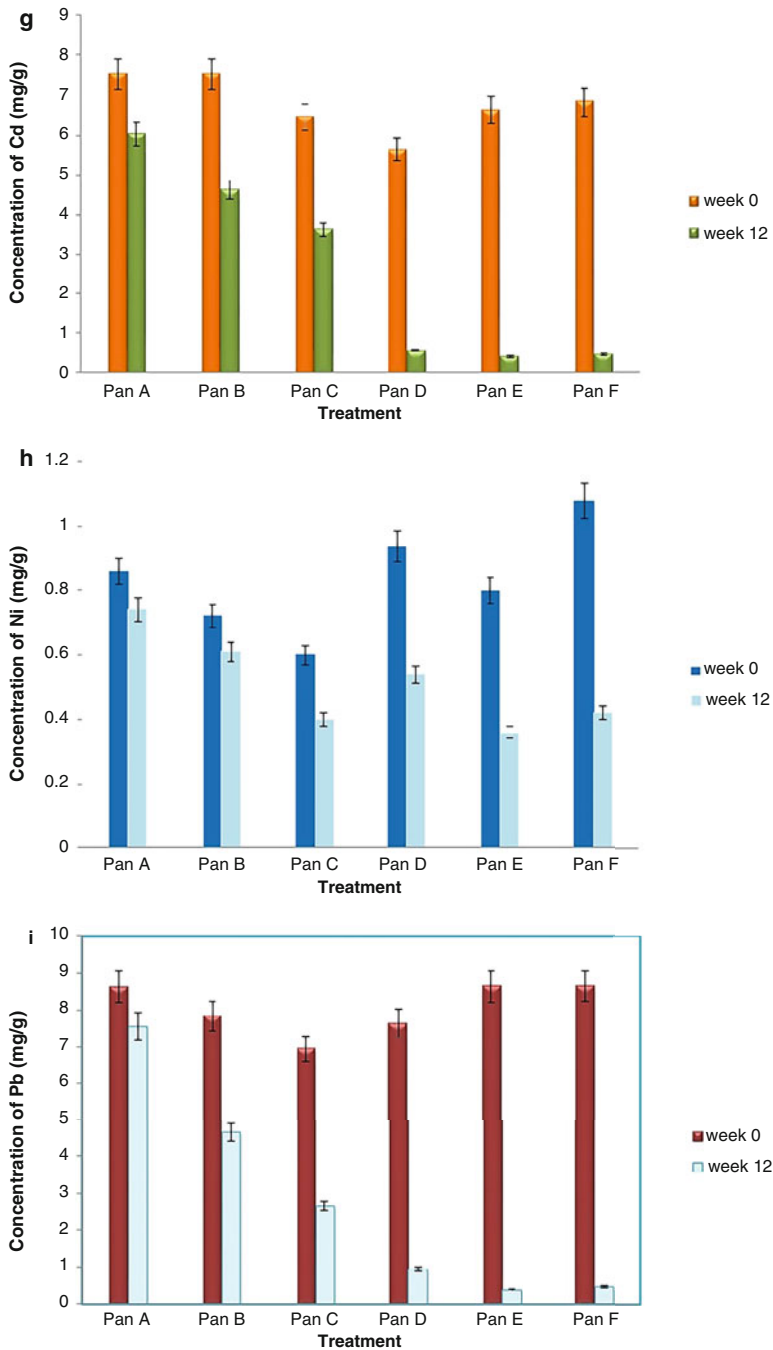 g
Concentration of Cd (mg/g)
9
8
7
6
5
4
3
2
1
0
Pan A Pan B Pan C Pan D Pan E Pan F
Treatment
week 0
week 12
h
Concentration of Ni (mg/g)
1.2
1
0.8
0.6
0.4
0.2
0
Pan A Pan B Pan C Pan D Pan E Pan F
Treatment
week 0
week 12
i
Concentration of Pb (mg/g)
10
9
8
7
6
5
4
3
2
1
0
Pan A Pan B Pan C Pan D Pan E Pan F
Treatment
week 0
week 12